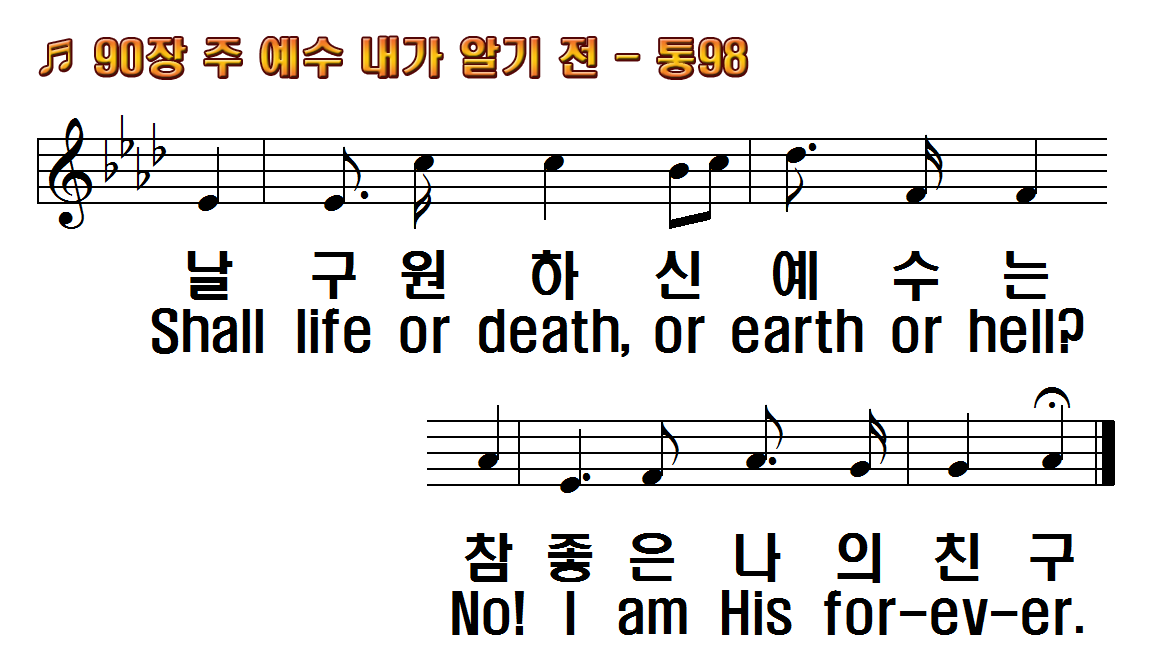 90장 주 예수 내가 알기 전 - 통98
날 구 원 하 신 예 수 는
Shall life or death, or earth or hell?
참 좋 은 나 의 친 구
No! I am His for-ev-er.